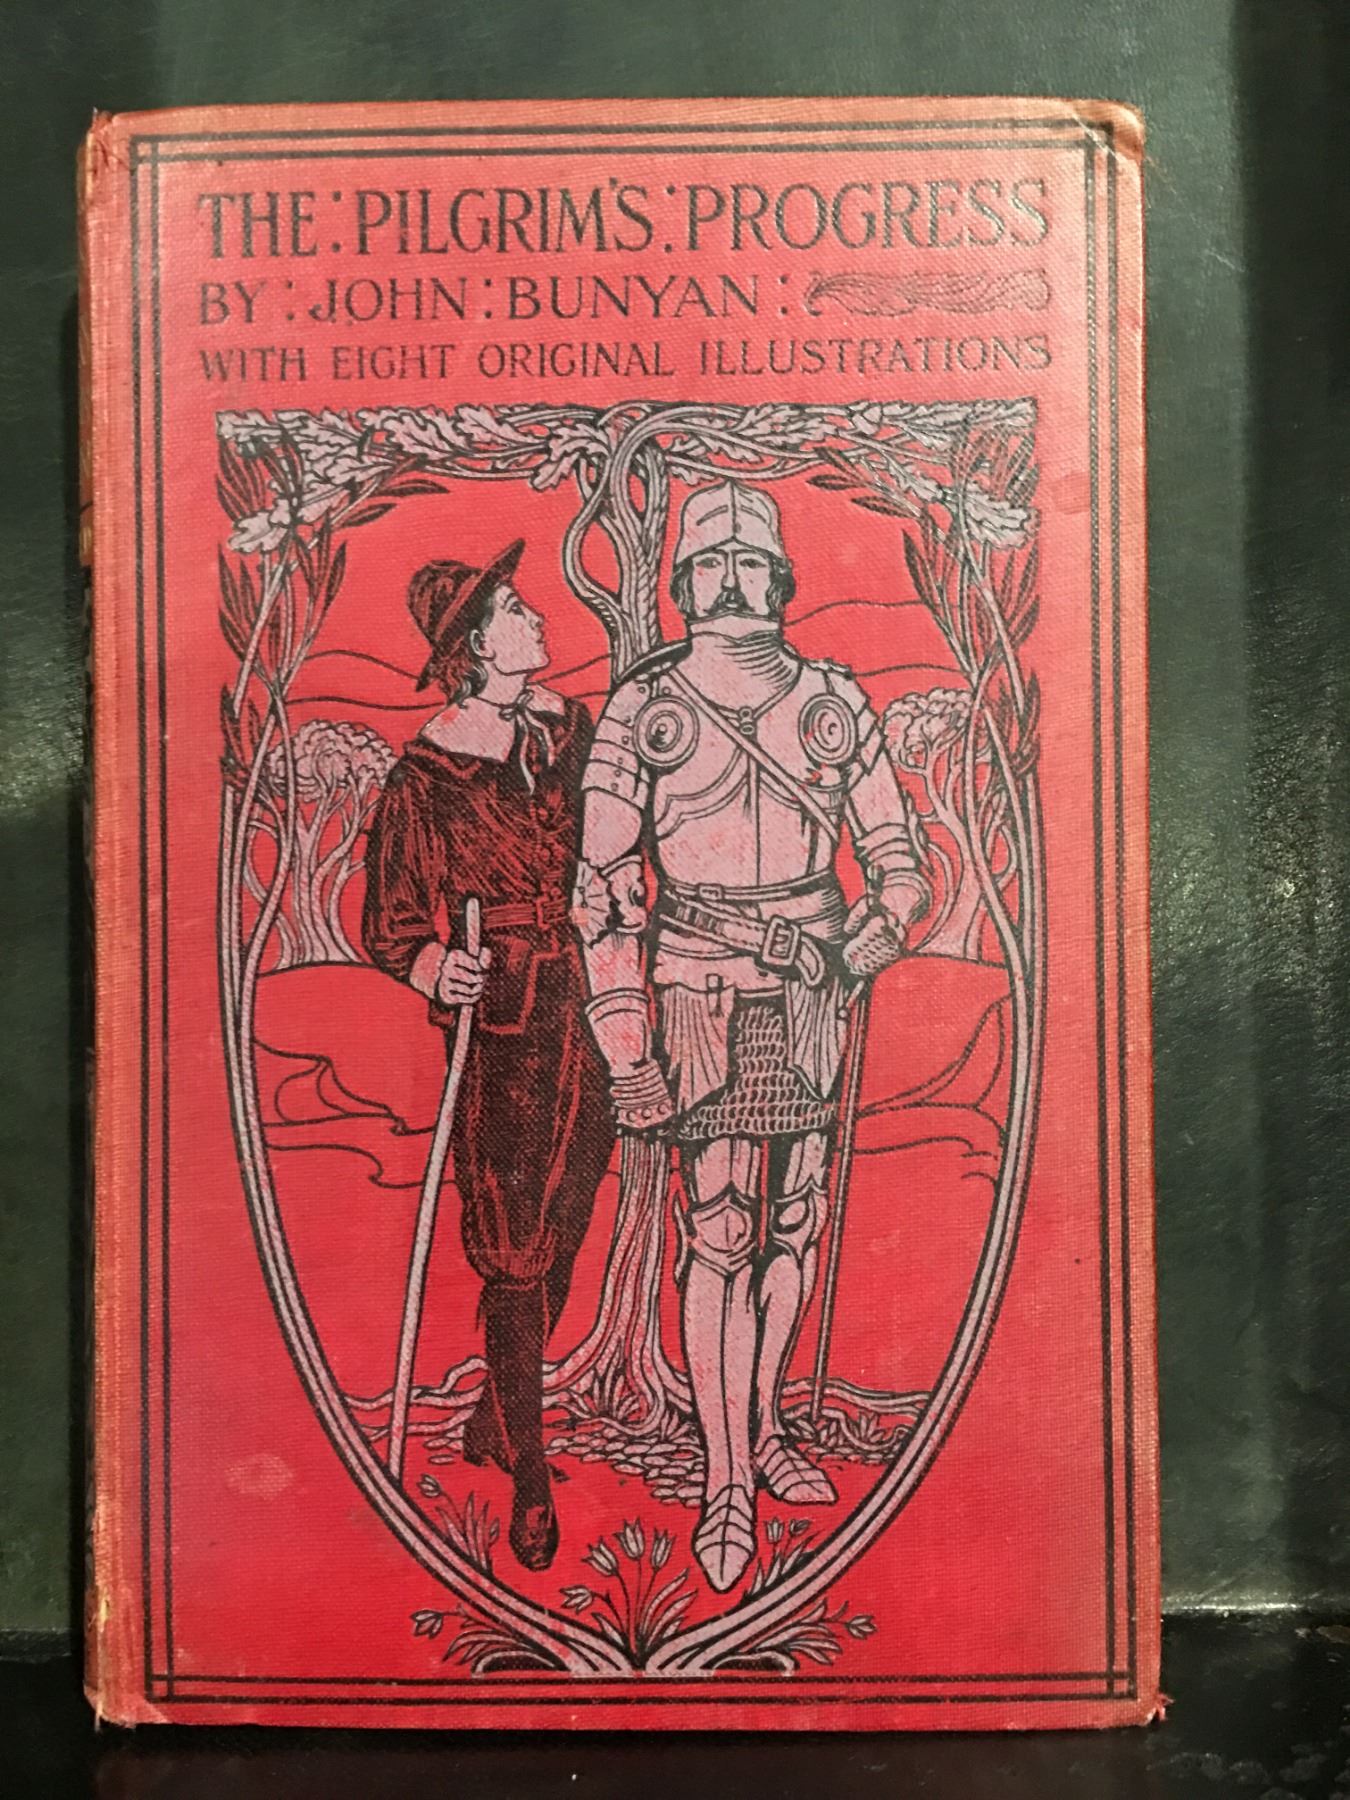 THE : PILGRIM'S : PROGRESS
BY : JOHN : BUNYAN :
WITH EIGHT ORIGINAL ILLUSTRATIONS